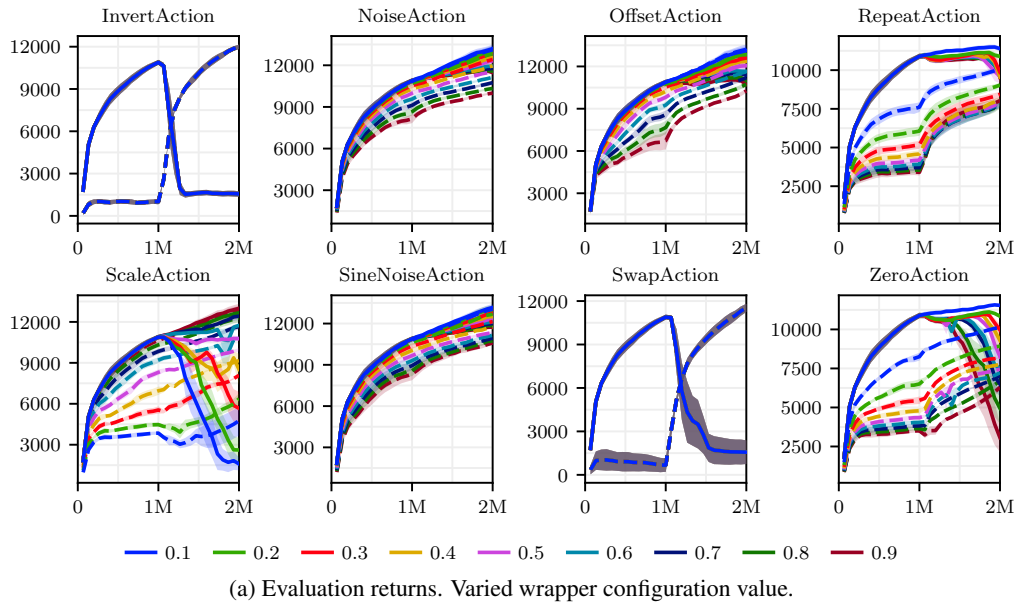 InvertAction NoiseAction OffsetAction RepeatAction
12000
9000
6000
3000
0
0 1M 2M
12000
9000
6000
3000
0 1M 2M
12000
9000
6000
3000
0 1M 2M
10000
7500
5000
2500
0 1M 2M
ScaleAction SineNoiseAction SwapAction ZeroAction
12000
9000
6000
3000
0 1M 2M
12000
9000
6000
3000
0 1M 2M
12000
9000
6000
3000
0
0 1M 2M
10000
7500
5000
2500
0 1M 2M
0.1 0.2 0.3 0.4 0.5 0.6 0.7 0.8 0.9
(a) Evaluation returns. Varied wrapper configuration value.